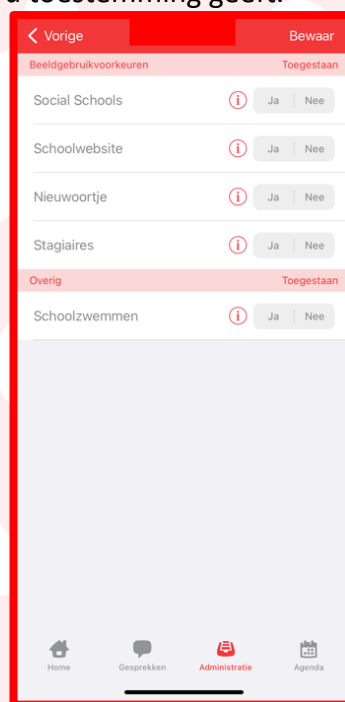 u toestemming geeft.
Vorige Bewaar
Beeldgebruikvoorkeuren Toegestaan
Social Schools i Ja Nee
Schoolwebsite i Ja Nee
Nieuwoortje i Ja Nee
Stagiaires i Ja Nee
Overig Toegestaan
Schoolzwemmen i Ja Nee
Home Gesprekken Administratie Agenda